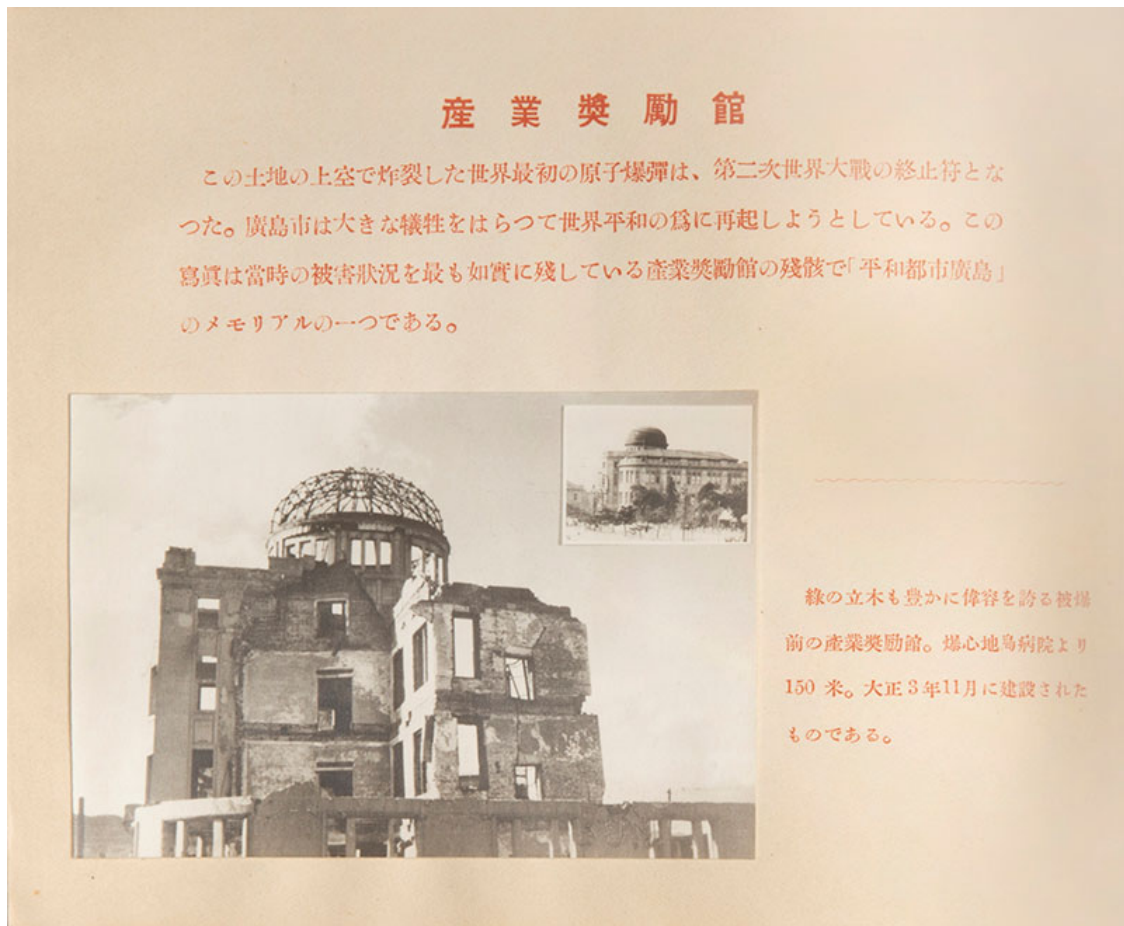 産業奬勵館
この土地の上空で炸裂した世界最初の原子爆彈は、第二次世界大戰の終止符とな
つた。廣島市は大きな犠牲をはらつて世界平和の爲に再起しようとしている。この
寫眞は當時の被害狀況を最も如實に殘している產業奬勵館の殘骸で「平和都市廣島」
のメモリアルの一つである。
綠の立木も豊かに偉容を誇る被爆
前の產業奬励館。爆心地島病院より
150 米。大正3年11月に建設された
ものである。